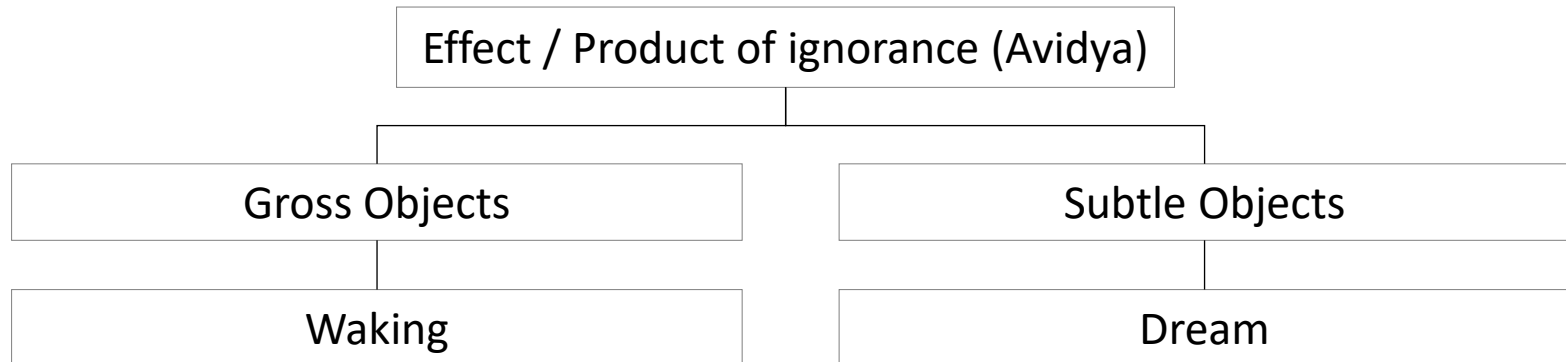 Effect / Product of ignorance (Avidya)
Gross Objects
Subtle Objects
Waking
Dream